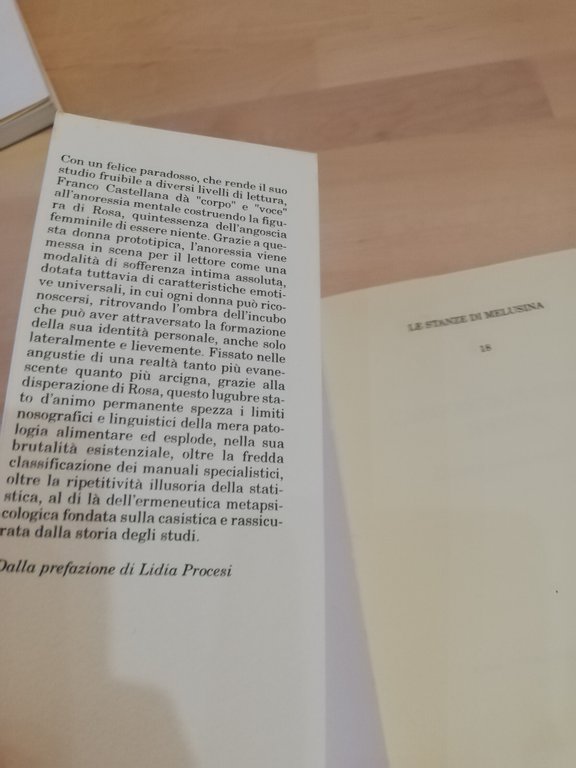 Con un felice paradosso, che rende il suo
studio fruibile a diversi livelli di lettura,
Franco Castellana dà "corpo" e "voce"
all'anoressia mentale costruendo la figu-
ra di Rosa, quintessenza dell'angoscia
femminile di essere niente. Grazie a que-
sta donna prototipica, l'anoressia viene
messa in scena per il lettore come una
modalità di sofferenza intima assoluta,
dotata tuttavia di caratteristiche emoti-
ve universali, in cui ogni donna può rico-
noscersi, ritrovando l'ombra dell'incubo
che può aver attraversato la formazione
della sua identità personale, anche solo
lateralmente e lievemente. Fissato nelle
angustie di una realtà tanto più evane-
scente quanto più arcigna, grazie alla
disperazione di Rosa, questo lugubre sta-
to d'animo permanente spezza i limiti
nosografici e linguistici della mera pato-
logia alimentare ed esplode, nella sua
brutalità esistenziale, oltre la fredda
classificazione dei manuali specialistici,
oltre la ripetitività illusoria della stati-
stica, al di là dell'ermeneutica metapsi-
cologica fondata sulla casistica e rassicu-
rata dalla storia degli studi.
Dalla prefazione di Lidia Procesi
LE STANZE DI MELUSINA
18